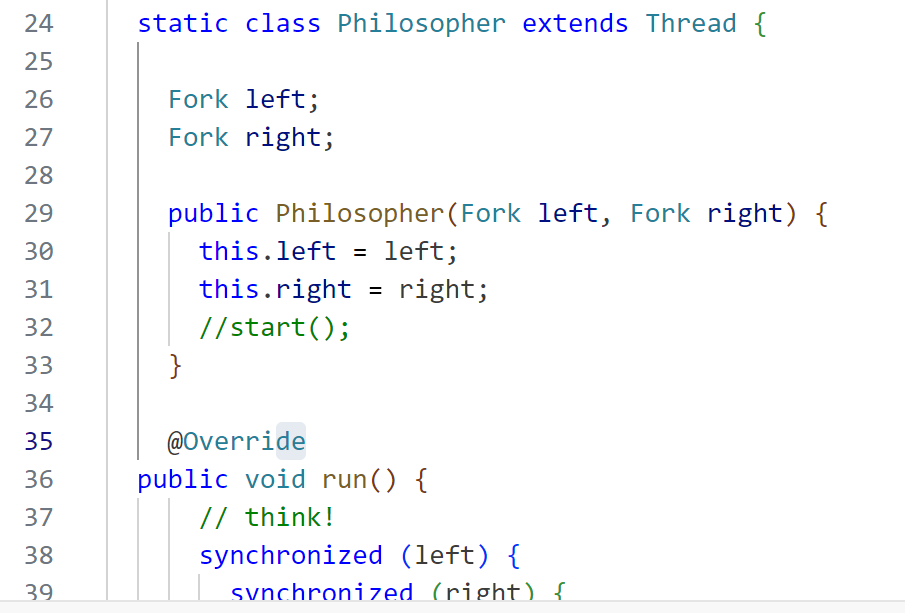 24 static class Philosopher extends Thread {
25
26 Fork left;
27 Fork right;
28
29 public Philosopher(Fork left, Fork right) {
30 this.left = left;
31 this.right = right;
32 //start();
33 }
34
35 @Override
36 public void run() {
37 // think!
38 synchronized (left) {
39 synchronized (right) {